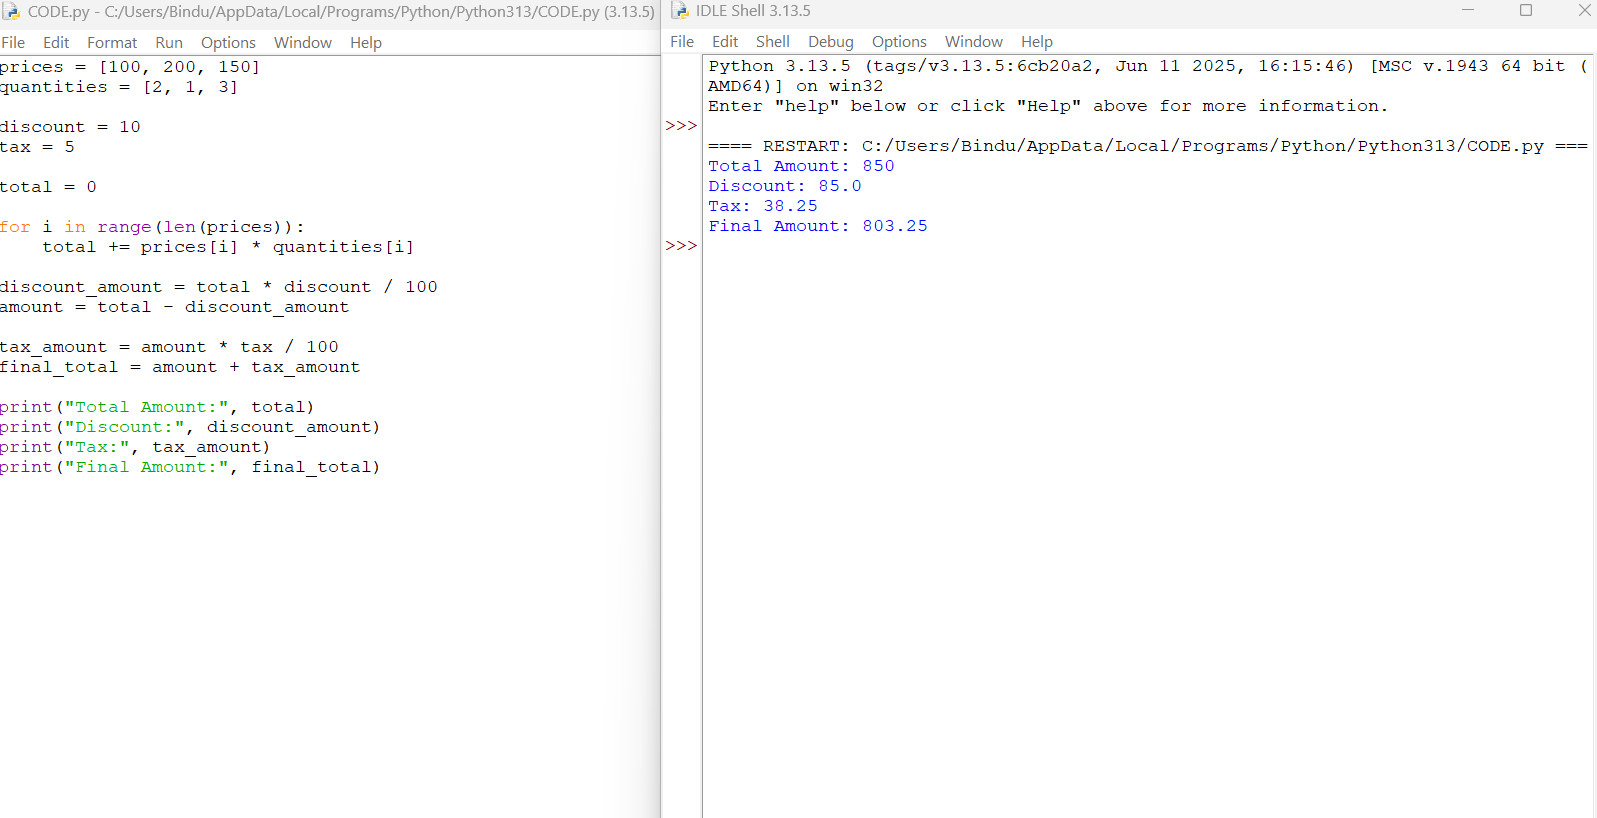 CODE.py - C:/Users/Bindu/AppData/Local/Programs/Python/Python313/CODE.py (3.13.5)
File Edit Format Run Options Window Help
prices = [100, 200, 150]
quantities = [2, 1, 3]
discount = 10
tax = 5
total = 0
for i in range(len(prices)):
    total += prices[i] * quantities[i]
discount_amount = total * discount / 100
amount = total - discount_amount
tax_amount = amount * tax / 100
final_total = amount + tax_amount
print("Total Amount:", total)
print("Discount:", discount_amount)
print("Tax:", tax_amount)
print("Final Amount:", final_total)
IDLE Shell 3.13.5
File Edit Shell Debug Options Window Help
Python 3.13.5 (tags/v3.13.5:6cb20a2, Jun 11 2025, 16:15:46) [MSC v.1943 64 bit (
AMD64)] on win32
Enter "help" below or click "Help" above for more information.
>>>
==== RESTART: C:/Users/Bindu/AppData/Local/Programs/Python/Python313/CODE.py ===
Total Amount: 850
Discount: 85.0
Tax: 38.25
Final Amount: 803.25
>>>